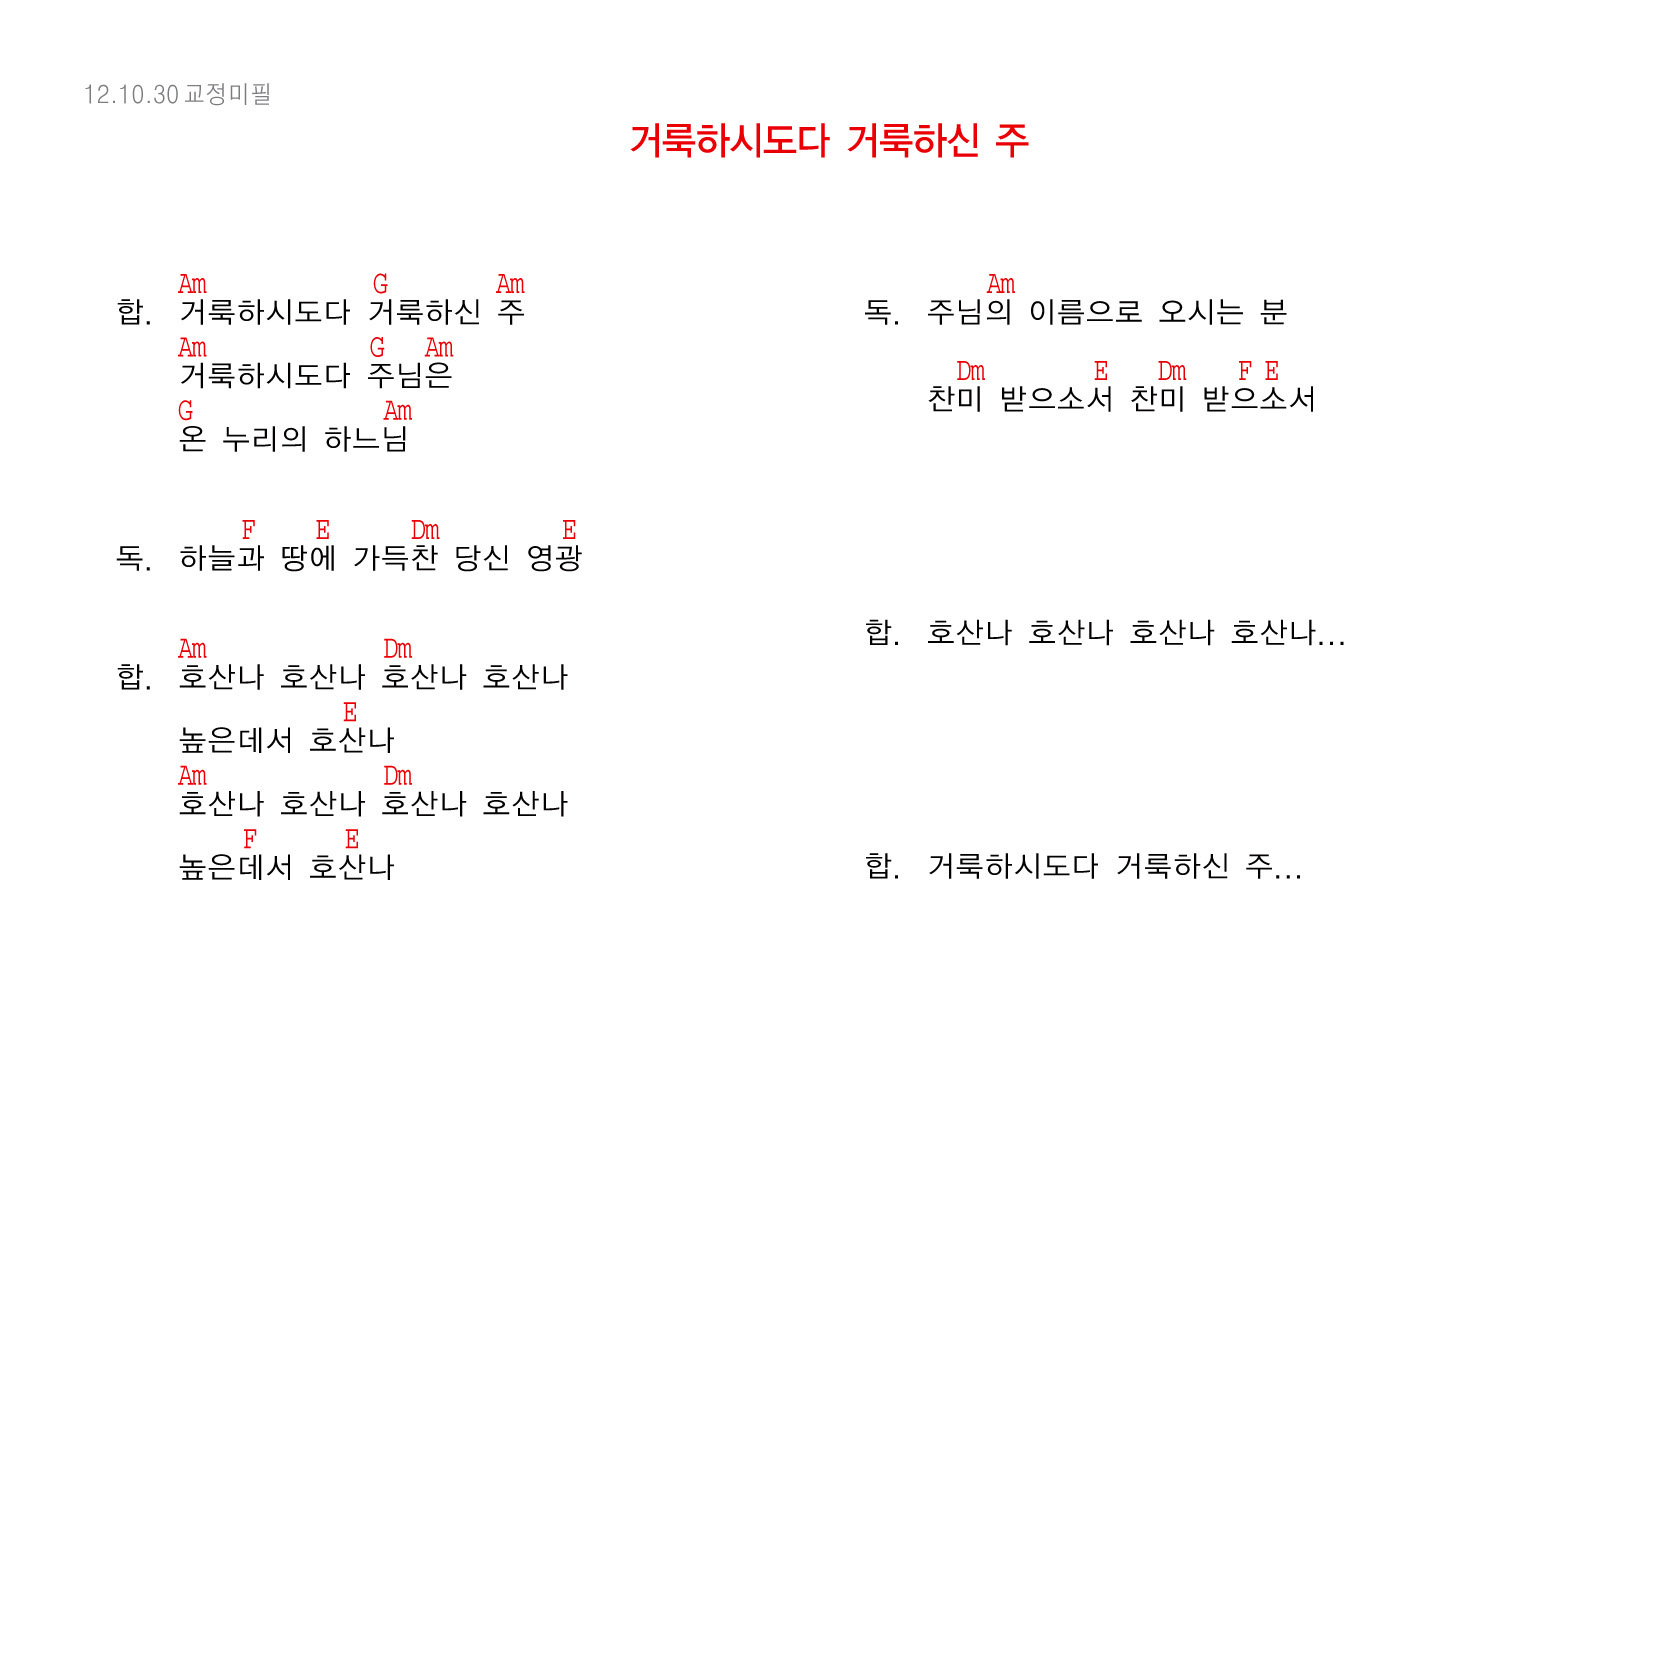 12.10.30 교정미필
거룩하시도다 거룩하신 주
Am G Am
합. 거룩하시도다 거룩하신 주
Am G Am
거룩하시도다 주님은
G Am
온 누리의 하느님
F E Dm E
독. 하늘과 땅에 가득찬 당신 영광
Am Dm
합. 호산나 호산나 호산나 호산나
E
높은데서 호산나
Am Dm
호산나 호산나 호산나 호산나
F E
높은데서 호산나
Am
독. 주님의 이름으로 오시는 분
Dm E Dm F E
찬미 받으소서 찬미 받으소서
합. 호산나 호산나 호산나 호산나...
합. 거룩하시도다 거룩하신 주...